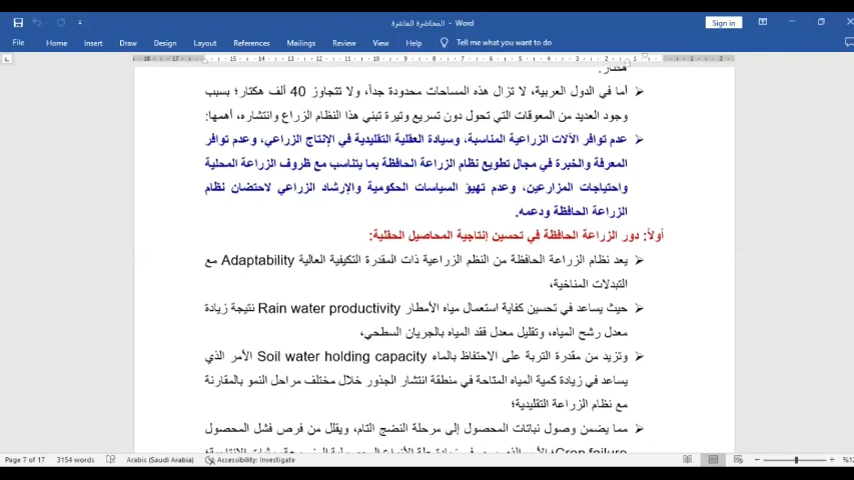 المحاضرة العاشرة - Word
Sign in
File Home Insert Draw Design Layout References Mailings Review View Help Tell me what you want to do
هكتار.
أما في الدول العربية، لا تزال هذه المساحات محدودة جداً، ولا تتجاوز 40 ألف هكتار؛ بسبب
وجود العديد من المعوقات التي تحول دون تسريع وتيرة تبني هذا النظام الزراع وانتشاره، أهمها:
عدم توافر الآلات الزراعية المناسبة، وسيادة العقلية التقليدية في الإنتاج الزراعي، وعدم توافر
المعرفة والخبرة في مجال تطويع نظام الزراعة الحافظة بما يتناسب مع ظروف الزراعة المحلية
واحتياجات المزارعين، وعدم تهيؤ السياسات الحكومية والإرشاد الزراعي لاحتضان نظام
الزراعة الحافظة ودعمه.
أولاً: دور الزراعة الحافظة في تحسين إنتاجية المحاصيل الحقلية:
يعد نظام الزراعة الحافظة من النظم الزراعية ذات المقدرة التكيفية العالية Adaptability مع
التبدلات المناخية،
حيث يساعد في تحسين كفاية استعمال مياه الأمطار Rain water productivity نتيجة زيادة
معدل رشح المياه، وتقليل معدل فقد المياه بالجريان السطحي،
وتزيد من مقدرة التربة على الاحتفاظ بالماء Soil water holding capacity الأمر الذي
يساعد في زيادة كمية المياه المتاحة في منطقة انتشار الجذور خلال مختلف مراحل النمو بالمقارنة
مع نظام الزراعة التقليدية؛
مما يضمن وصول نباتات المحصول إلى مرحلة النضج التام، ويقلل من فرص فشل المحصول
Crop failure
Page 7 of 17 3154 words Arabic (Saudi Arabia) Accessibility: Investigate